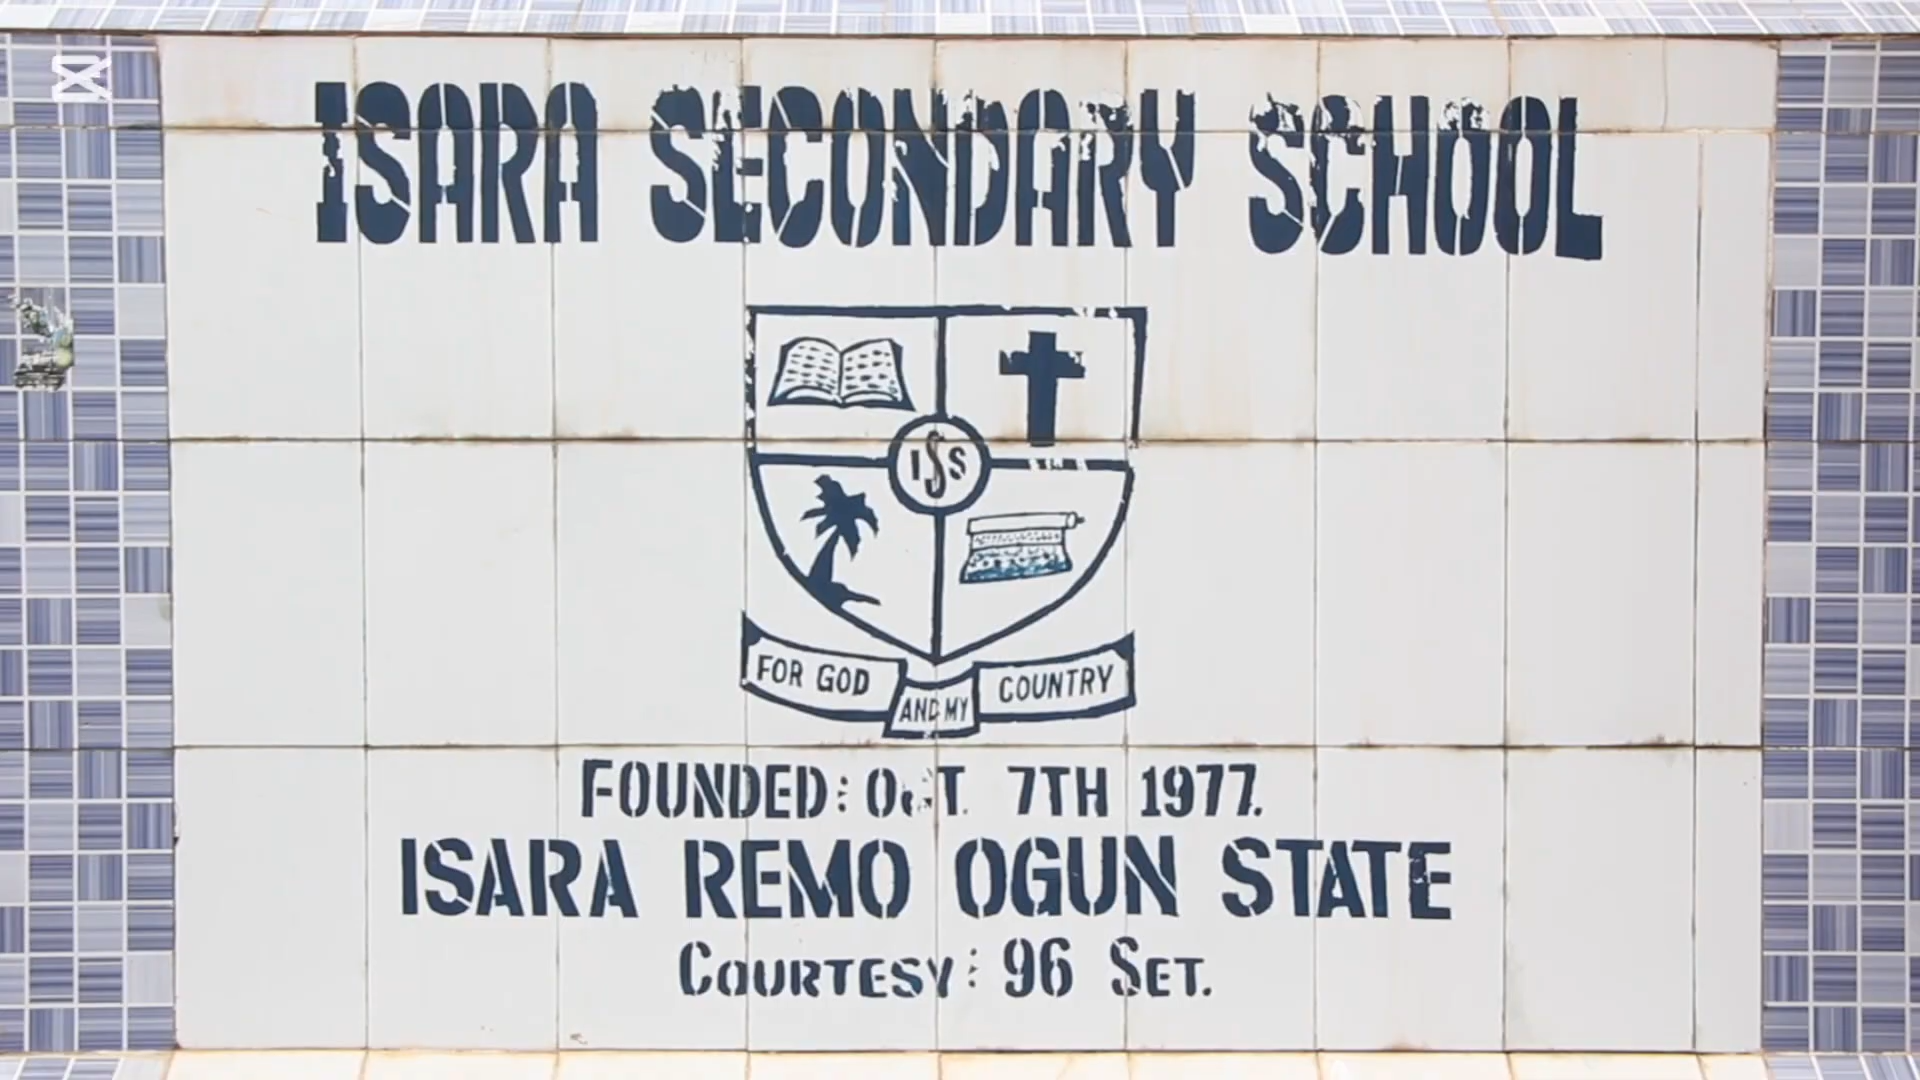 ISARA SECONDARY SCHOOL
ISS
FOR GOD AND MY COUNTRY
FOUNDED: OCT. 7TH 1977.
ISARA REMO OGUN STATE
COURTESY: 96 SET.